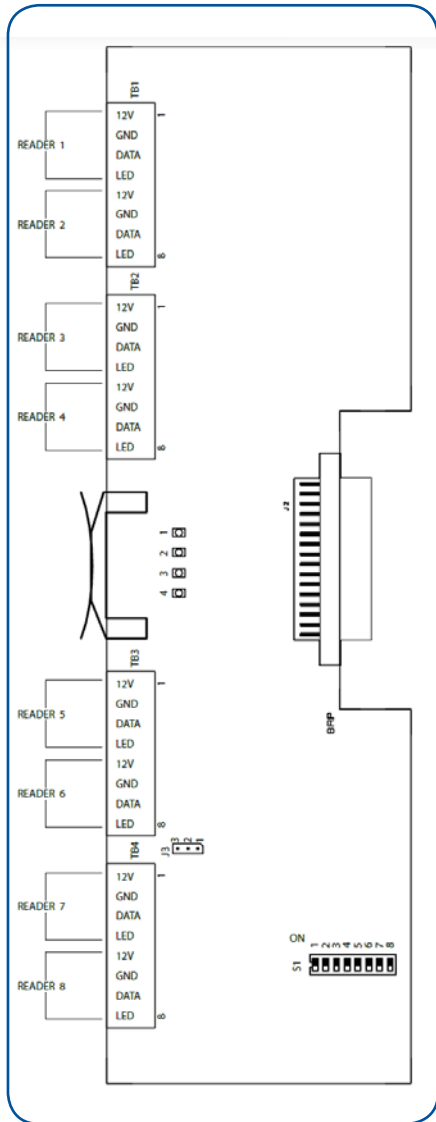 TB1
READER 1
12V
1
GND
DATA
LED
READER 2
12V
GND
DATA
LED
8
TB2
READER 3
12V
1
GND
DATA
LED
READER 4
12V
GND
DATA
LED
8
J2
1
2
3
4
TB3
READER 5
12V
1
GND
DATA
LED
READER 6
12V
GND
DATA
LED
8
BRP
TB4
J3
3
2
1
READER 7
12V
1
GND
DATA
LED
READER 8
12V
GND
DATA
LED
8
ON
S1
1
2
3
4
5
6
7
8